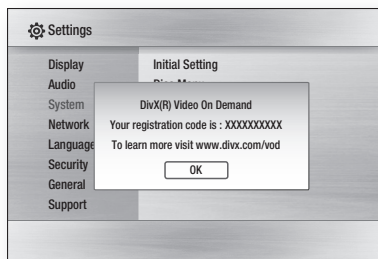 Settings
Display
Initial Setting
Audio
System
Network
Language
Security
General
Support
DivX(R) Video On Demand
Your registration code is : XXXXXXXXXX
To learn more visit www.divx.com/vod
OK